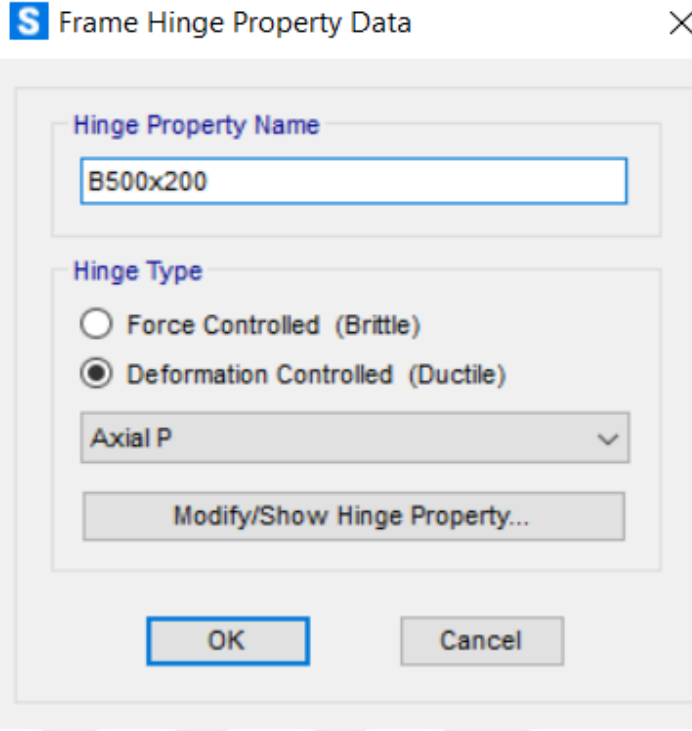 S Frame Hinge Property Data
Hinge Property Name
B500x200
Hinge Type
Force Controlled (Brittle)
Deformation Controlled (Ductile)
Axial P
Modify/Show Hinge Property...
OK Cancel